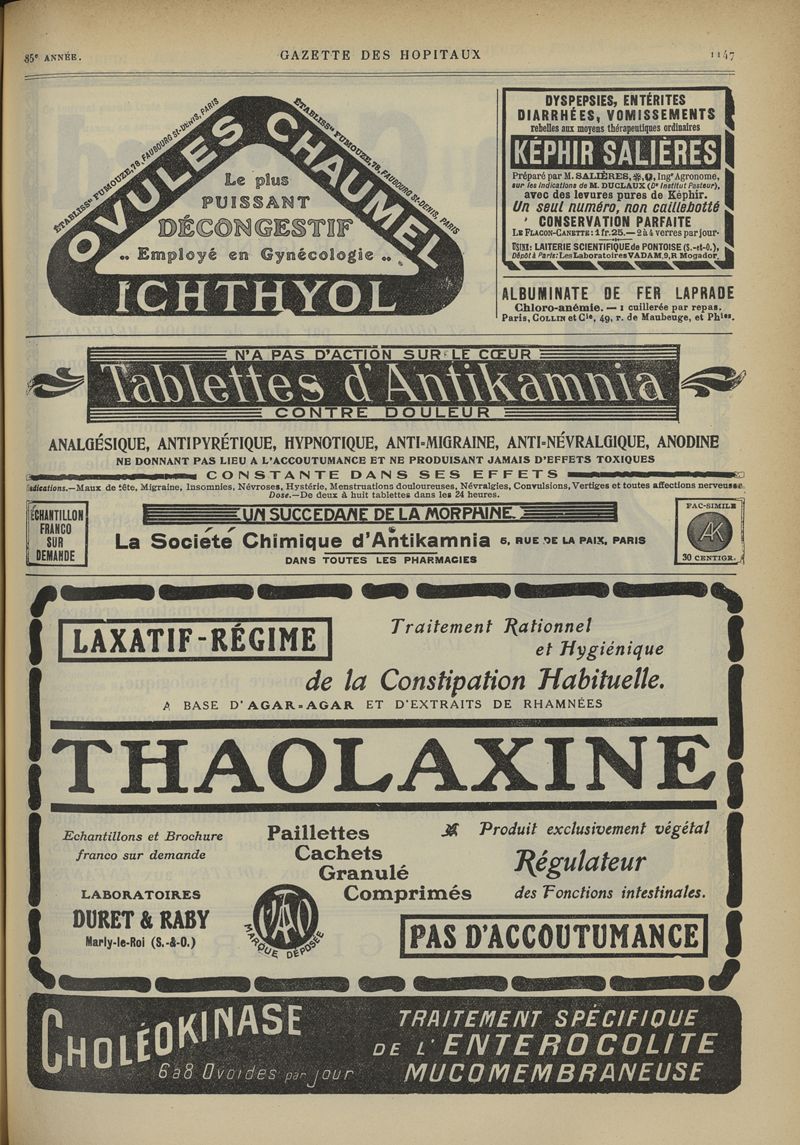 85e ANNÉE.
GAZETTE DES HOPITAUX
1147
ÉTABLISSts FUMOUZE, 78, FAUBOURG St-DENIS, PARIS
ÉTABLISSts FUMOUZE, 78, FAUBOURG St-DENIS, PARIS
OVULES CHAUMEL
Le plus
PUISSANT
DÉCONGESTIF
.. Employé en Gynécologie ..
ICHTHYOL
DYSPEPSIES, ENTÉRITES
DIARRHÉES, VOMISSEMENTS
rebelles aux moyens thérapeutiques ordinaires
KÉPHIR SALIÈRES
Préparé par M. SALIÈRES, Ingr Agronome,
sur les Indications de M. DUCLAUX (Dr Institut Pasteur),
avec des levures pures de Képhir.
Un seul numéro, non caillebotté
CONSERVATION PARFAITE
LE FLACON-CANETTE: 1 fr. 25. — 2 à 4 verres par jour.
USINE: LAITERIE SCIENTIFIQUE de PONTOISE (S.-et-O.),
Dépôt à Paris: Les Laboratoires VADAM, 9, R Mogador.
ALBUMINATE DE FER LAPRADE
Chloro-anémie. — 1 cuillerée par repas.
Paris, COLLIN et Cie, 49, r. de Maubeuge, et Phies.
N'A PAS D'ACTION SUR LE CŒUR
Tablettes d'Antikamnia
CONTRE DOULEUR
ANALGÉSIQUE, ANTIPYRÉTIQUE, HYPNOTIQUE, ANTI-MIGRAINE, ANTI-NÉVRALGIQUE, ANODINE
NE DONNANT PAS LIEU A L'ACCOUTUMANCE ET NE PRODUISANT JAMAIS D'EFFETS TOXIQUES
CONSTANTE DANS SES EFFETS
Indications.—Maux de tête, Migraine, Insomnies, Névroses, Hystérie, Menstruations douloureuses, Névralgies, Convulsions, Vertiges et toutes affections nerveuses
Dose.—De deux à huit tablettes dans les 24 heures.
ÉCHANTILLON
FRANCO
SUR
DEMANDE
UN SUCCEDANÉ DE LA MORPHINE.
La Société Chimique d'Antikamnia 5, RUE DE LA PAIX, PARIS
DANS TOUTES LES PHARMACIES
FAC-SIMILE
AK
30 CENTIGR.
LAXATIF-RÉGIME
Traitement Rationnel
et Hygiénique
de la Constipation Habituelle.
A BASE D'AGAR-AGAR ET D'EXTRAITS DE RHAMNÉES
THAOLAXINE
Echantillons et Brochure
franco sur demande
LABORATOIRES
DURET & RABY
Marly-le-Roi (S.-&-O.)
Paillettes
Cachets
Granulé
Comprimés
MARQUE DÉPOSÉE
Produit exclusivement végétal
Régulateur
des Fonctions intestinales.
PAS D'ACCOUTUMANCE
CHOLÉOKINASE
6 à 8 Ovoïdes par jour
TRAITEMENT SPÉCIFIQUE
DE L'ENTEROCOLITE
MUCOMEMBRANEUSE